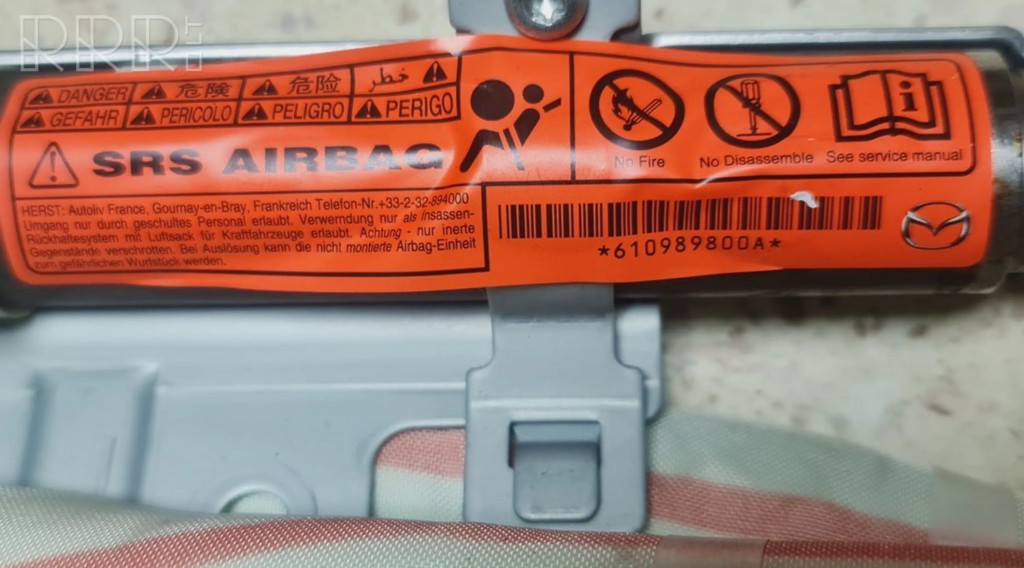 RRR.LT
DANGER 危険 危险 خطر
GEFAHR PERICOLO PELIGRO PERIGO
SRS AIRBAG
No Fire No Disassemble See service manual
HERST: Autoliv France, Gournay-en-Bray, Frankreich Telefon-Nr.+33-2-32-894000
Umgang nur durch geschultes Personal erlaubt. Verwendung nur als Insassen-
Rückhaltesystem mit Luftsack für Kraftfahrzeuge erlaubt. Achtung - nur inerte
Gegenstände verschrotten. Bei Auslösung kann die nicht montierte Airbag-Einheit
zum gefährlichen Wurfstück werden.
*610989800A*